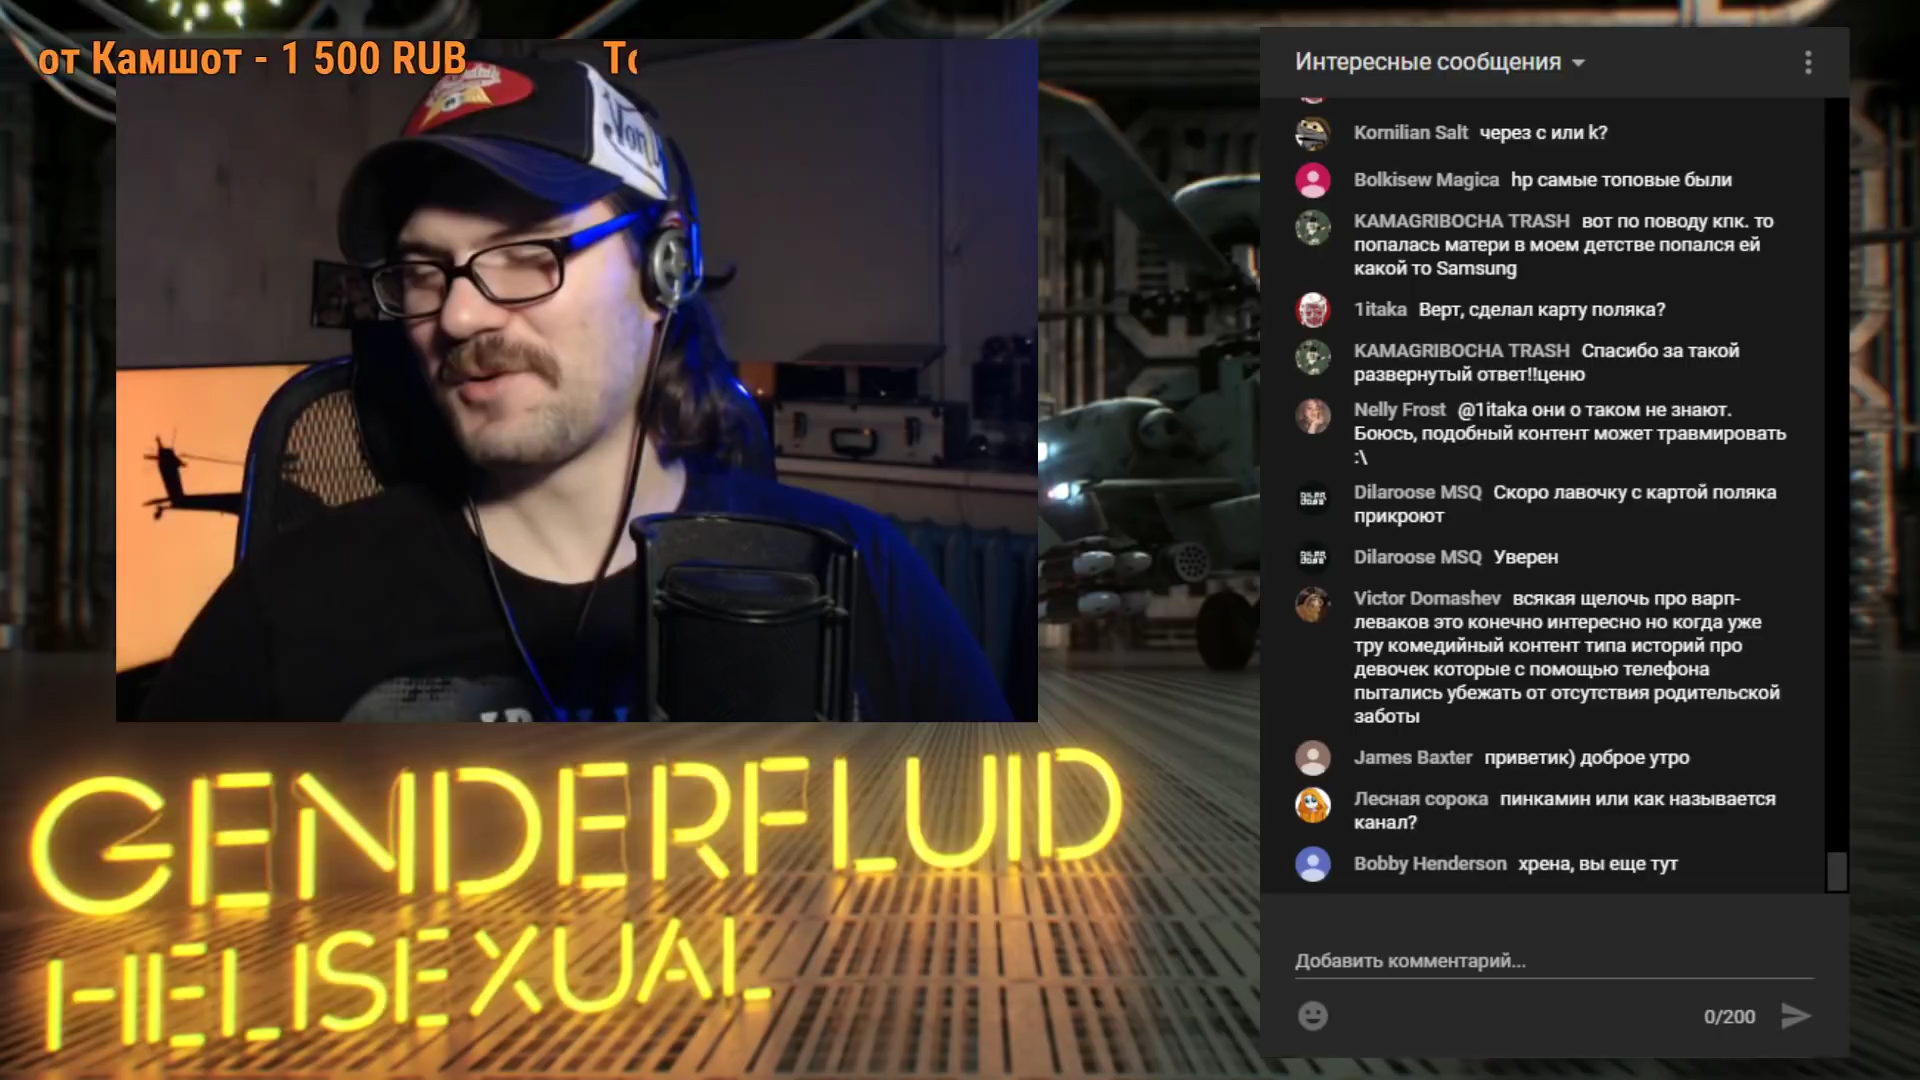 от Камшот - 1 500 RUB
То
Von D
GENDERFLUID
HELISEXUAL
Интересные сообщения
Kornilian Salt через с или k?
Bolkisew Magica hp самые топовые были
KAMAGRIBOCHA TRASH вот по поводу кпк. то
попалась матери в моем детстве попался ей
какой то Samsung
1itaka Верт, сделал карту поляка?
KAMAGRIBOCHA TRASH Спасибо за такой
развернутый ответ!!ценю
Nelly Frost @1itaka они о таком не знают.
Боюсь, подобный контент может травмировать
:\
Dilaroose MSQ Скоро лавочку с картой поляка
прикроют
Dilaroose MSQ Уверен
Victor Domashev всякая щелочь про варп-
леваков это конечно интересно но когда уже
тру комедийный контент типа историй про
девочек которые с помощью телефона
пытались убежать от отсутствия родительской
заботы
James Baxter приветик) доброе утро
Лесная сорока пинкамин или как называется
канал?
Bobby Henderson хрена, вы еще тут
Добавить комментарий...
0/200